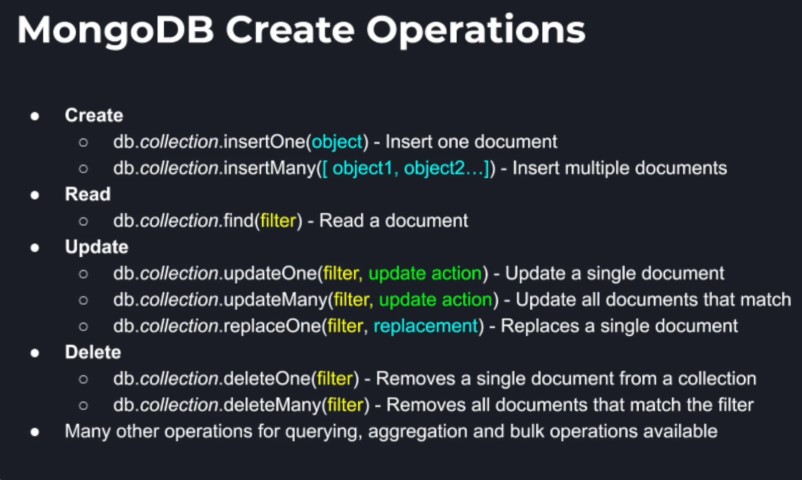 MongoDB Create Operations
● Create
○ db.collection.insertOne(object) - Insert one document
○ db.collection.insertMany([ object1, object2...]) - Insert multiple documents
● Read
○ db.collection.find(filter) - Read a document
● Update
○ db.collection.updateOne(filter, update action) - Update a single document
○ db.collection.updateMany(filter, update action) - Update all documents that match
○ db.collection.replaceOne(filter, replacement) - Replaces a single document
● Delete
○ db.collection.deleteOne(filter) - Removes a single document from a collection
○ db.collection.deleteMany(filter) - Removes all documents that match the filter
● Many other operations for querying, aggregation and bulk operations available